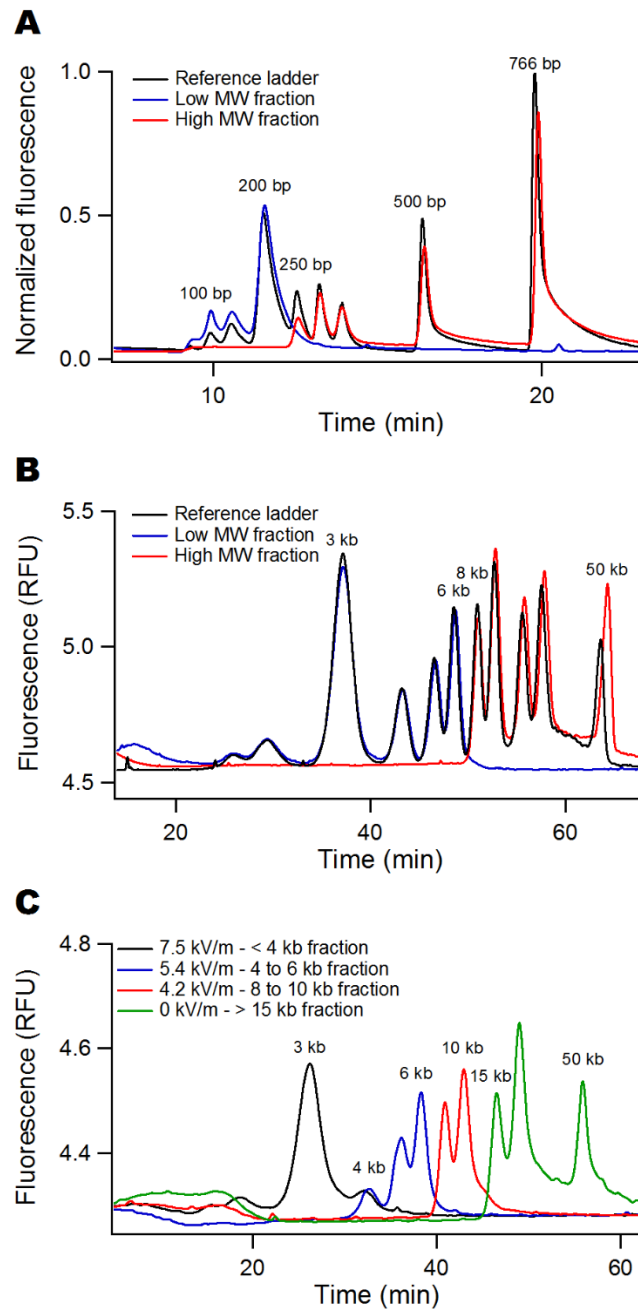 A
Normalized fluorescence
1.0
0.5
0.0
Reference ladder
Low MW fraction
High MW fraction
766 bp
200 bp
500 bp
250 bp
100 bp
10
20
Time (min)
B
Fluorescence (RFU)
5.5
5.0
4.5
Reference ladder
Low MW fraction
High MW fraction
3 kb
8 kb
6 kb
50 kb
20
40
60
Time (min)
C
Fluorescence (RFU)
4.8
4.6
4.4
7.5 kV/m - < 4 kb fraction
5.4 kV/m - 4 to 6 kb fraction
4.2 kV/m - 8 to 10 kb fraction
0 kV/m - > 15 kb fraction
3 kb
10 kb
6 kb
15 kb
50 kb
4 kb
20
40
60
Time (min)